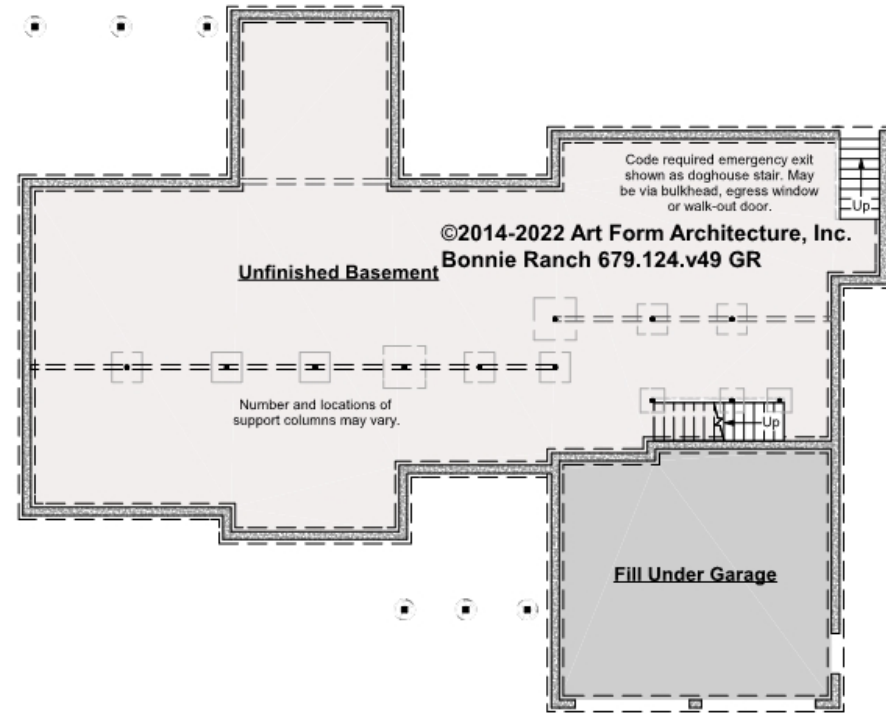 Code required emergency exit
shown as doghouse stair. May
be via bulkhead, egress window
or walk-out door.
Up
©2014-2022 Art Form Architecture, Inc.
Bonnie Ranch 679.124.v49 GR
Unfinished Basement
Number and locations of
support columns may vary.
Up
Fill Under Garage